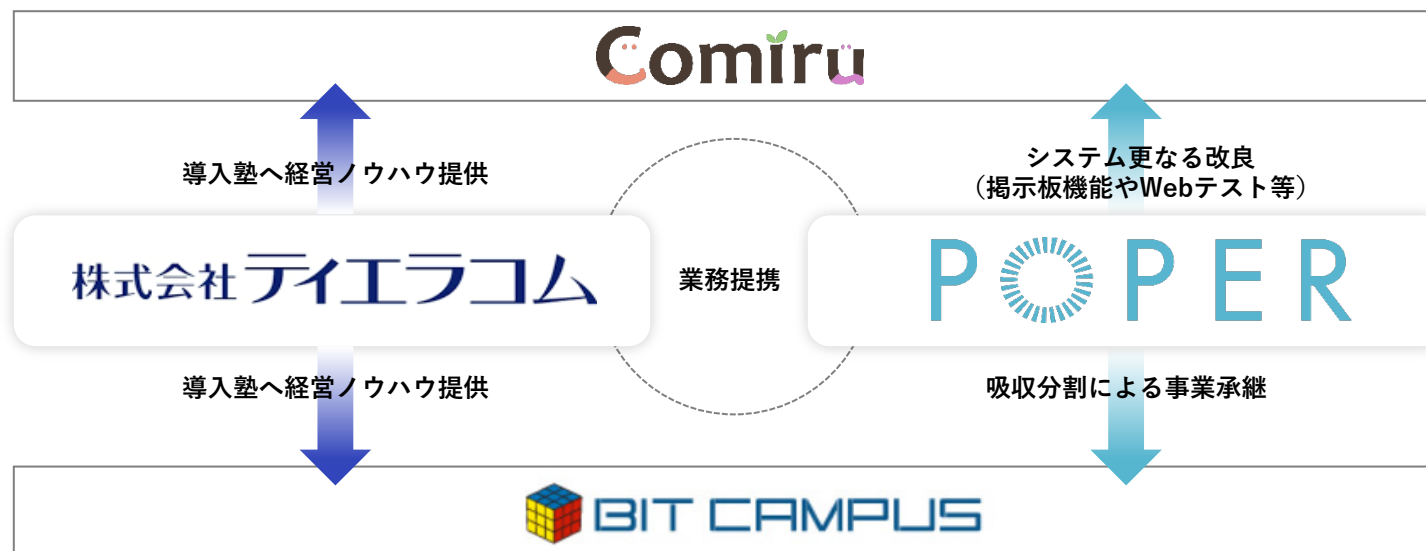 Comiru
導入塾へ経営ノウハウ提供
システム更なる改良
（掲示板機能やWebテスト等）
株式会社ティエラコム
業務提携
POPER
導入塾へ経営ノウハウ提供
吸収分割による事業承継
BIT CAMPUS